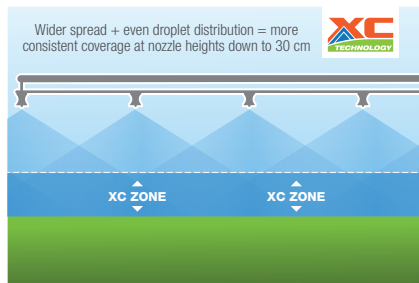 Wider spread + even droplet distribution = more
consistent coverage at nozzle heights down to 30 cm
XC
TECHNOLOGY
XC ZONE
XC ZONE